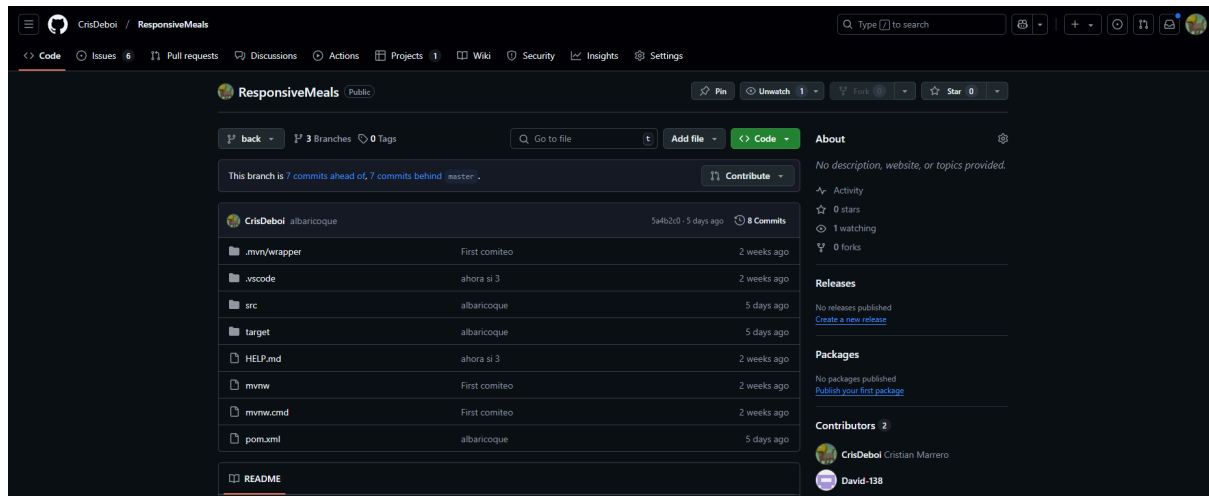 CrisDeboi / ResponsiveMeals
Type / to search
Code Issues 6 Pull requests Discussions Actions Projects 1 Wiki Security Insights Settings
ResponsiveMeals Public
Pin Unwatch 1 Fork 0 Star 0
back 3 Branches 0 Tags
Go to file t
Add file Code
This branch is 7 commits ahead of, 7 commits behind master .
Contribute
CrisDeboi albaricoque 5a4b2c0 · 5 days ago 8 Commits
.mvn/wrapper First comiteo 2 weeks ago
.vscode ahora si 3 2 weeks ago
src albaricoque 5 days ago
target albaricoque 5 days ago
HELP.md ahora si 3 2 weeks ago
mvnw First comiteo 2 weeks ago
mvnw.cmd First comiteo 2 weeks ago
pom.xml albaricoque 5 days ago
README
About
No description, website, or topics provided.
Activity
0 stars
1 watching
0 forks
Releases
No releases published
Create a new release
Packages
No packages published
Publish your first package
Contributors 2
CrisDeboi Cristian Marrero
David-138